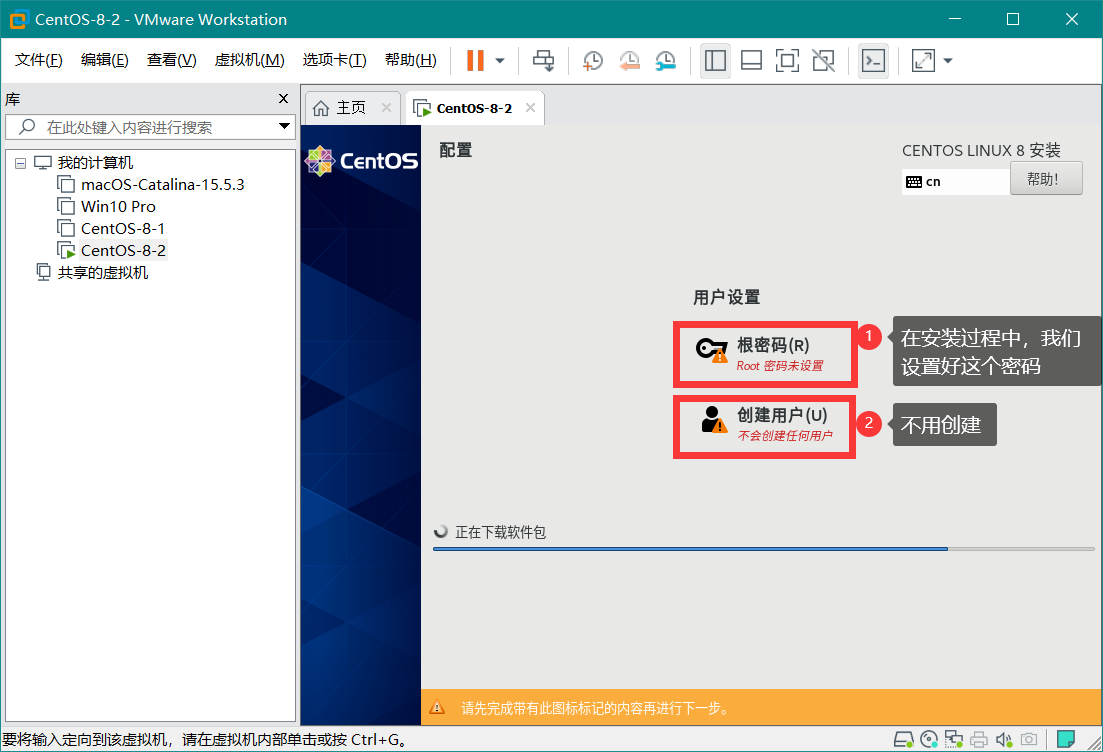 CentOS-8-2 - VMware Workstation
文件(F) 编辑(E) 查看(V) 虚拟机(M) 选项卡(T) 帮助(H)
库
在此处键入内容进行搜索
我的计算机
macOS-Catalina-15.5.3
Win10 Pro
CentOS-8-1
CentOS-8-2
共享的虚拟机
主页
CentOS-8-2
CentOS
配置
CENTOS LINUX 8 安装
cn
帮助!
用户设置
根密码(R)
Root 密码未设置
1
在安装过程中，我们
设置好这个密码
创建用户(U)
不会创建任何用户
2
不用创建
正在下载软件包
请先完成带有此图标标记的内容再进行下一步。
要将输入定向到该虚拟机，请在虚拟机内部单击或按 Ctrl+G。